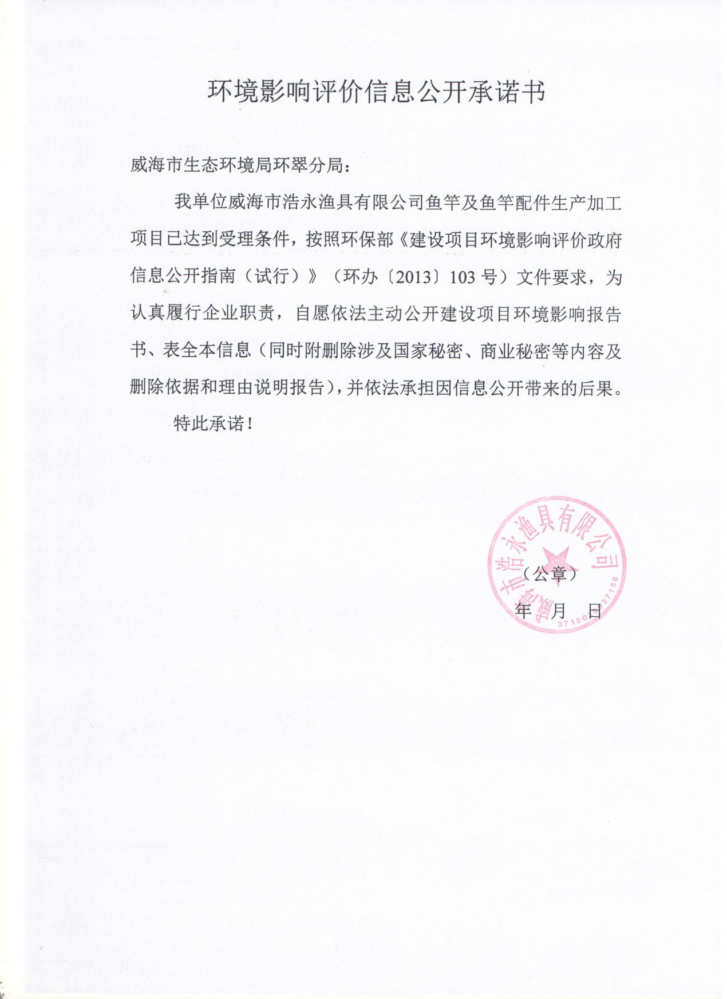 环境影响评价信息公开承诺书
威海市生态环境局环翠分局：
我单位威海市浩永渔具有限公司鱼竿及鱼竿配件生产加工
项目已达到受理条件，按照环保部《建设项目环境影响评价政府
信息公开指南（试行）》（环办〔2013〕103 号）文件要求，为
认真履行企业职责，自愿依法主动公开建设项目环境影响报告
书、表全本信息（同时附删除涉及国家秘密、商业秘密等内容及
删除依据和理由说明报告），并依法承担因信息公开带来的后果。
特此承诺！
威海市浩永渔具有限公司
（公章）
年 月 日